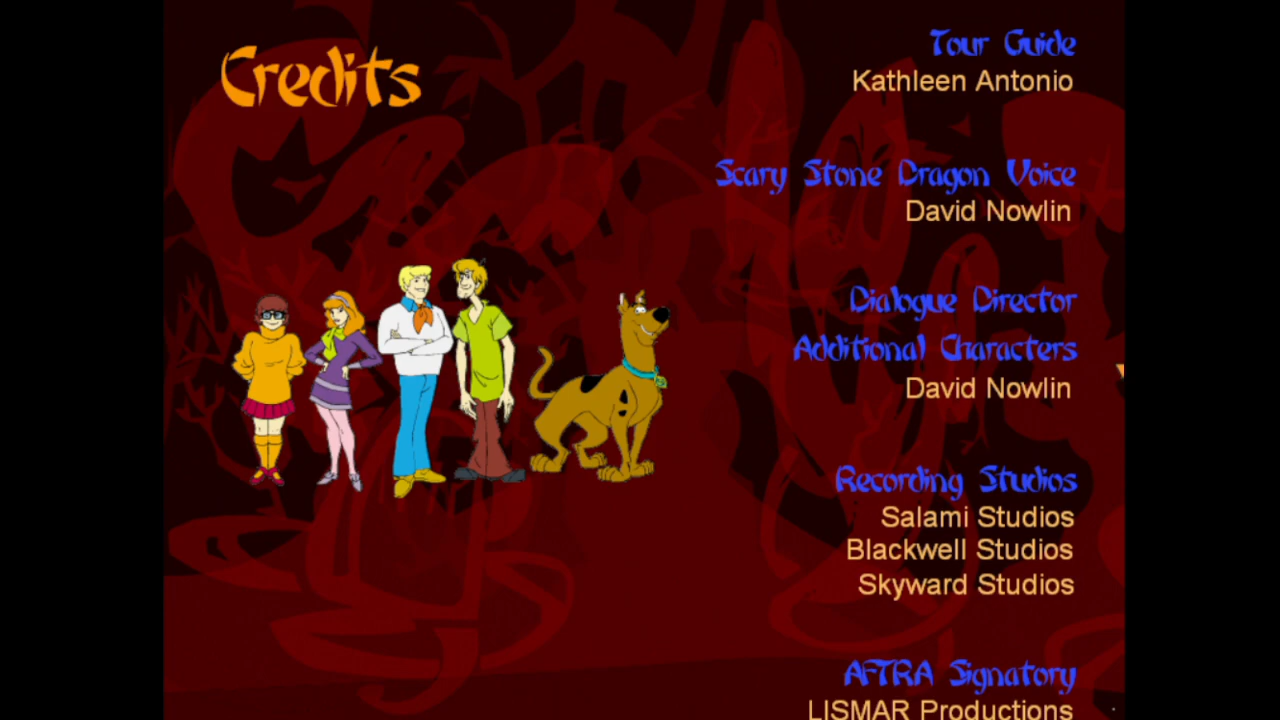 Credits
Tour Guide
Kathleen Antonio
Scary Stone Dragon Voice
David Nowlin
Dialogue Director
Additional Characters
David Nowlin
Recording Studios
Salami Studios
Blackwell Studios
Skyward Studios
AFTRA Signatory
LISMAR Productions